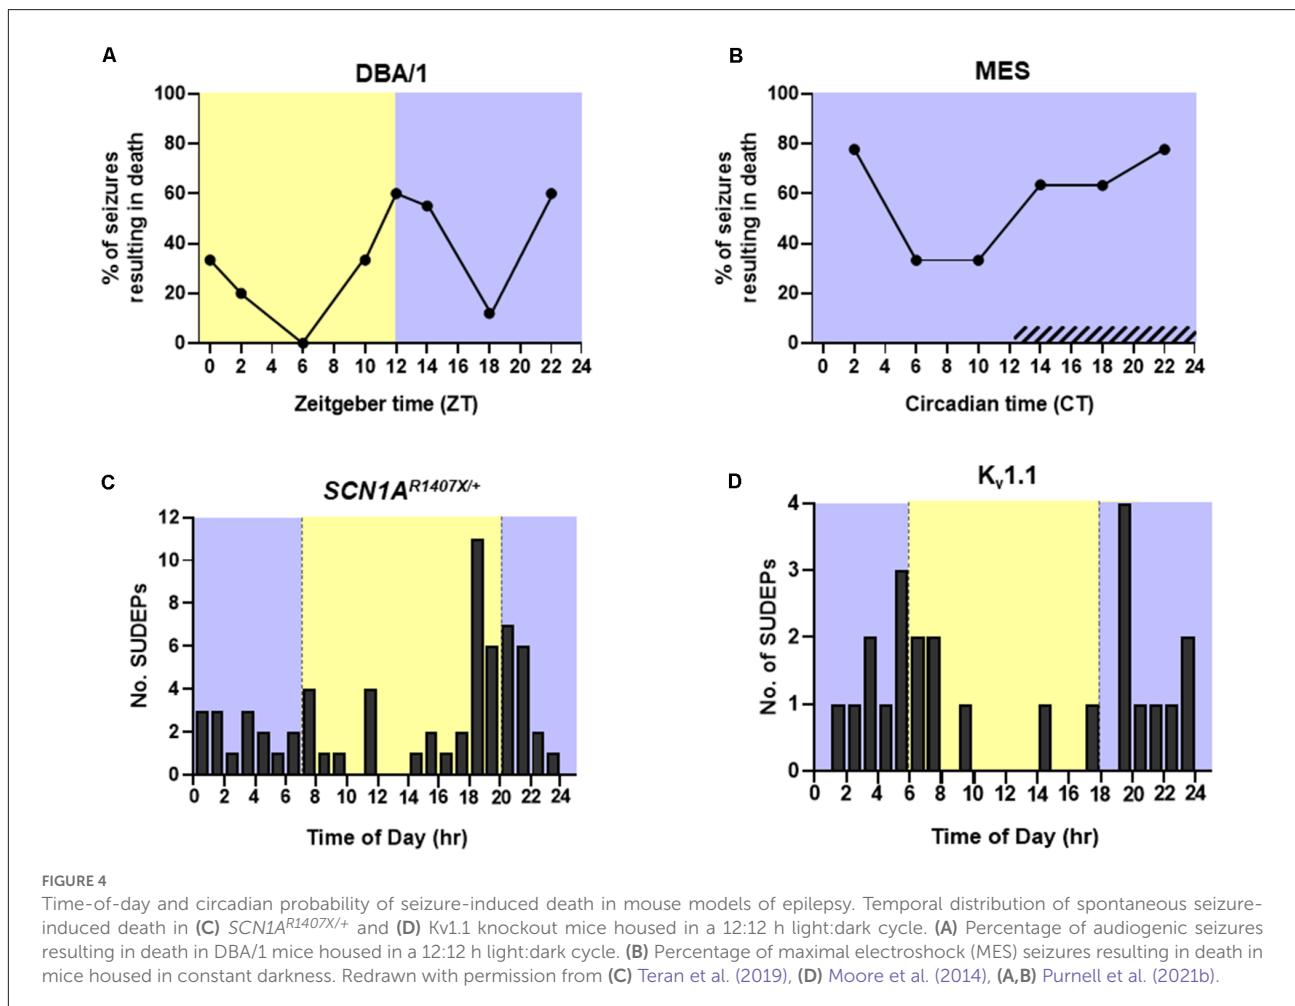 A
DBA/1
% of seizures
resulting in death
100
80
60
40
20
0
0 2 4 6 8 10 12 14 16 18 20 22 24
Zeitgeber time (ZT)
B
MES
% of seizures
resulting in death
100
80
60
40
20
0
0 2 4 6 8 10 12 14 16 18 20 22 24
Circadian time (CT)
C
SCN1A^R1407X/+
No. SUDEPs
12
10
8
6
4
2
0
0 2 4 6 8 10 12 14 16 18 20 22 24
Time of Day (hr)
D
Kv1.1
No. of SUDEPs
4
3
2
1
0
0 2 4 6 8 10 12 14 16 18 20 22 24
Time of Day (hr)
FIGURE 4
Time-of-day and circadian probability of seizure-induced death in mouse models of epilepsy. Temporal distribution of spontaneous seizure-
induced death in (C) SCN1A^R1407X/+ and (D) Kv1.1 knockout mice housed in a 12:12 h light:dark cycle. (A) Percentage of audiogenic seizures
resulting in death in DBA/1 mice housed in a 12:12 h light:dark cycle. (B) Percentage of maximal electroshock (MES) seizures resulting in death in
mice housed in constant darkness. Redrawn with permission from (C) Teran et al. (2019), (D) Moore et al. (2014), (A,B) Purnell et al. (2021b).